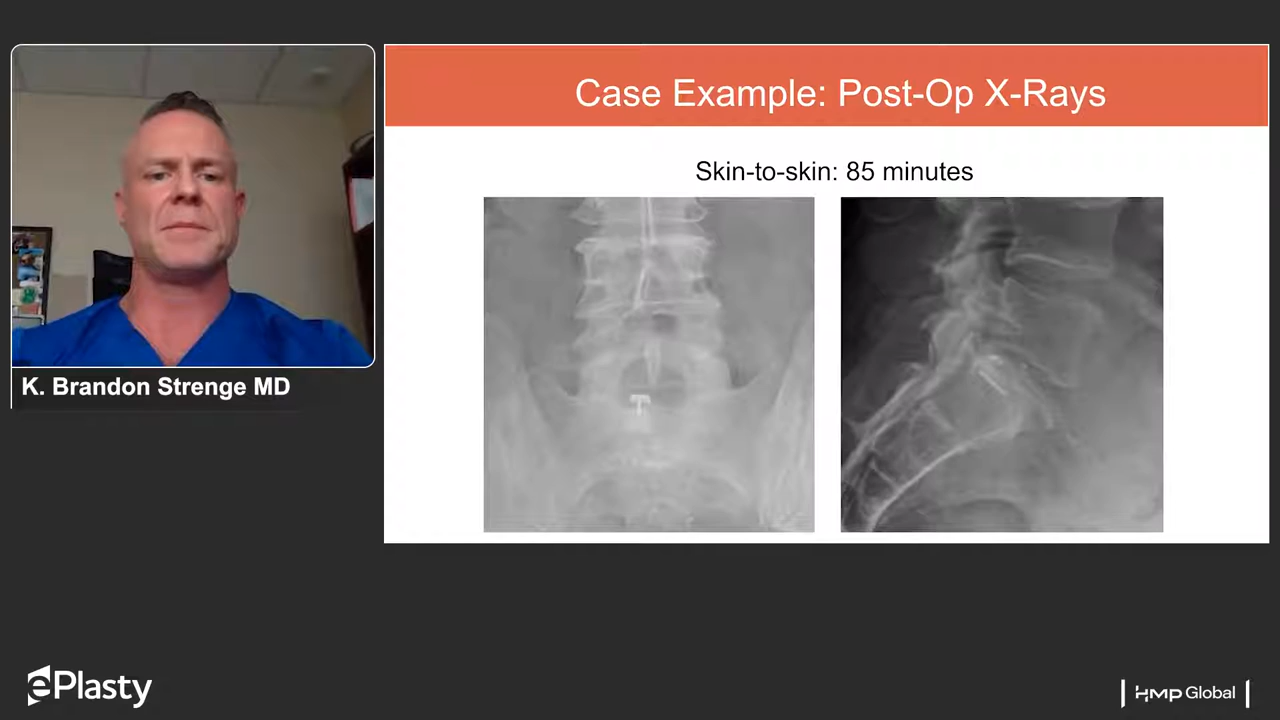 Case Example: Post-Op X-Rays
Skin-to-skin: 85 minutes
K. Brandon Strenge MD
ePlasty
HMP Global